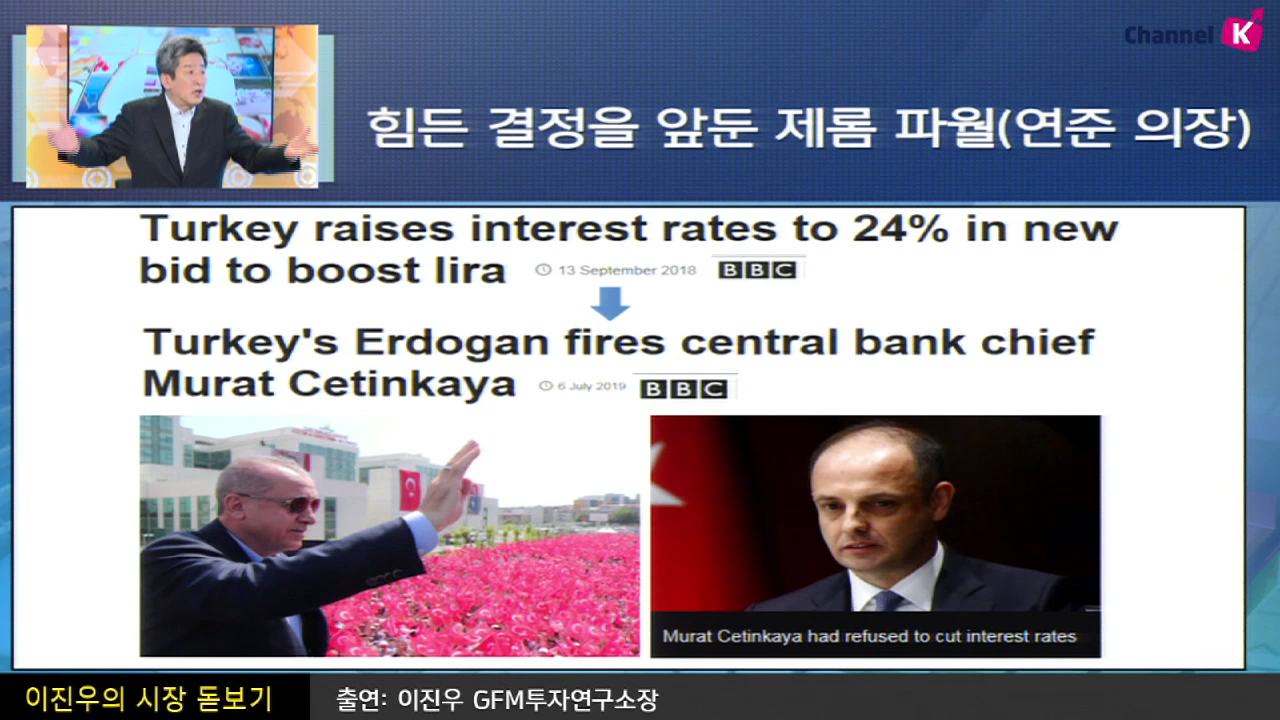 Channel K
힘든 결정을 앞둔 제롬 파월(연준 의장)
Turkey raises interest rates to 24% in new
bid to boost lira 13 September 2018 BBC
Turkey's Erdogan fires central bank chief
Murat Cetinkaya 6 July 2019 BBC
Murat Cetinkaya had refused to cut interest rates
이진우의 시장 돋보기 출연: 이진우 GFM투자연구소장